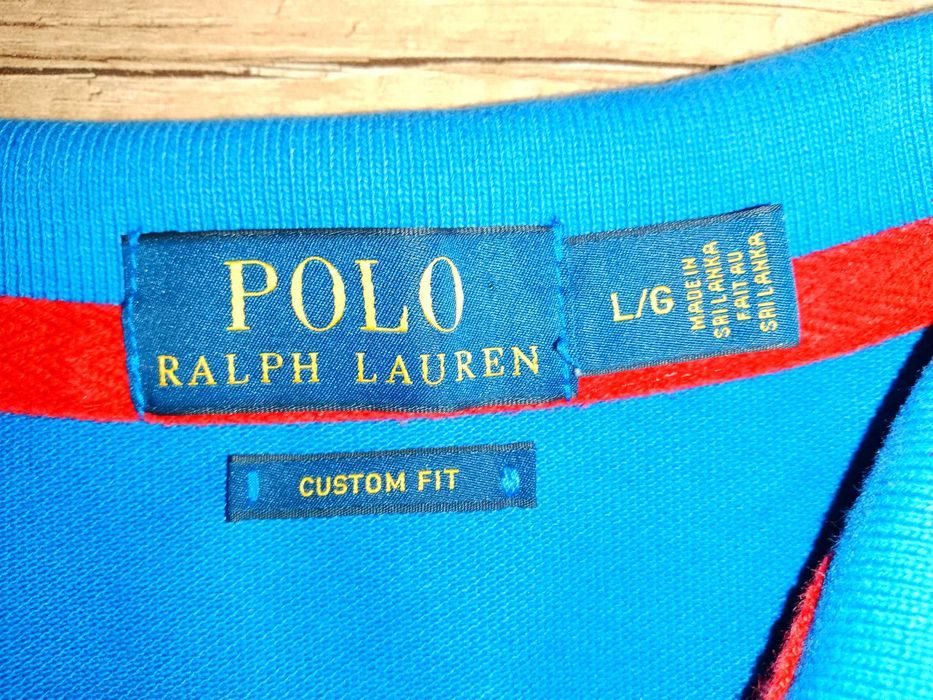 POLO
RALPH LAUREN
L/G
MADE IN
SRI LANKA
FAIT AU
SRI LANKA
CUSTOM FIT